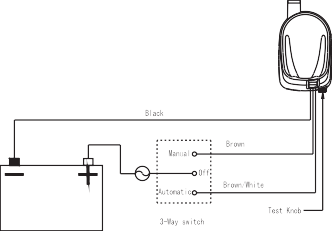 Black
Manual
Brown
Off
Automatic
Brown/White
Test Knob
3-Way switch